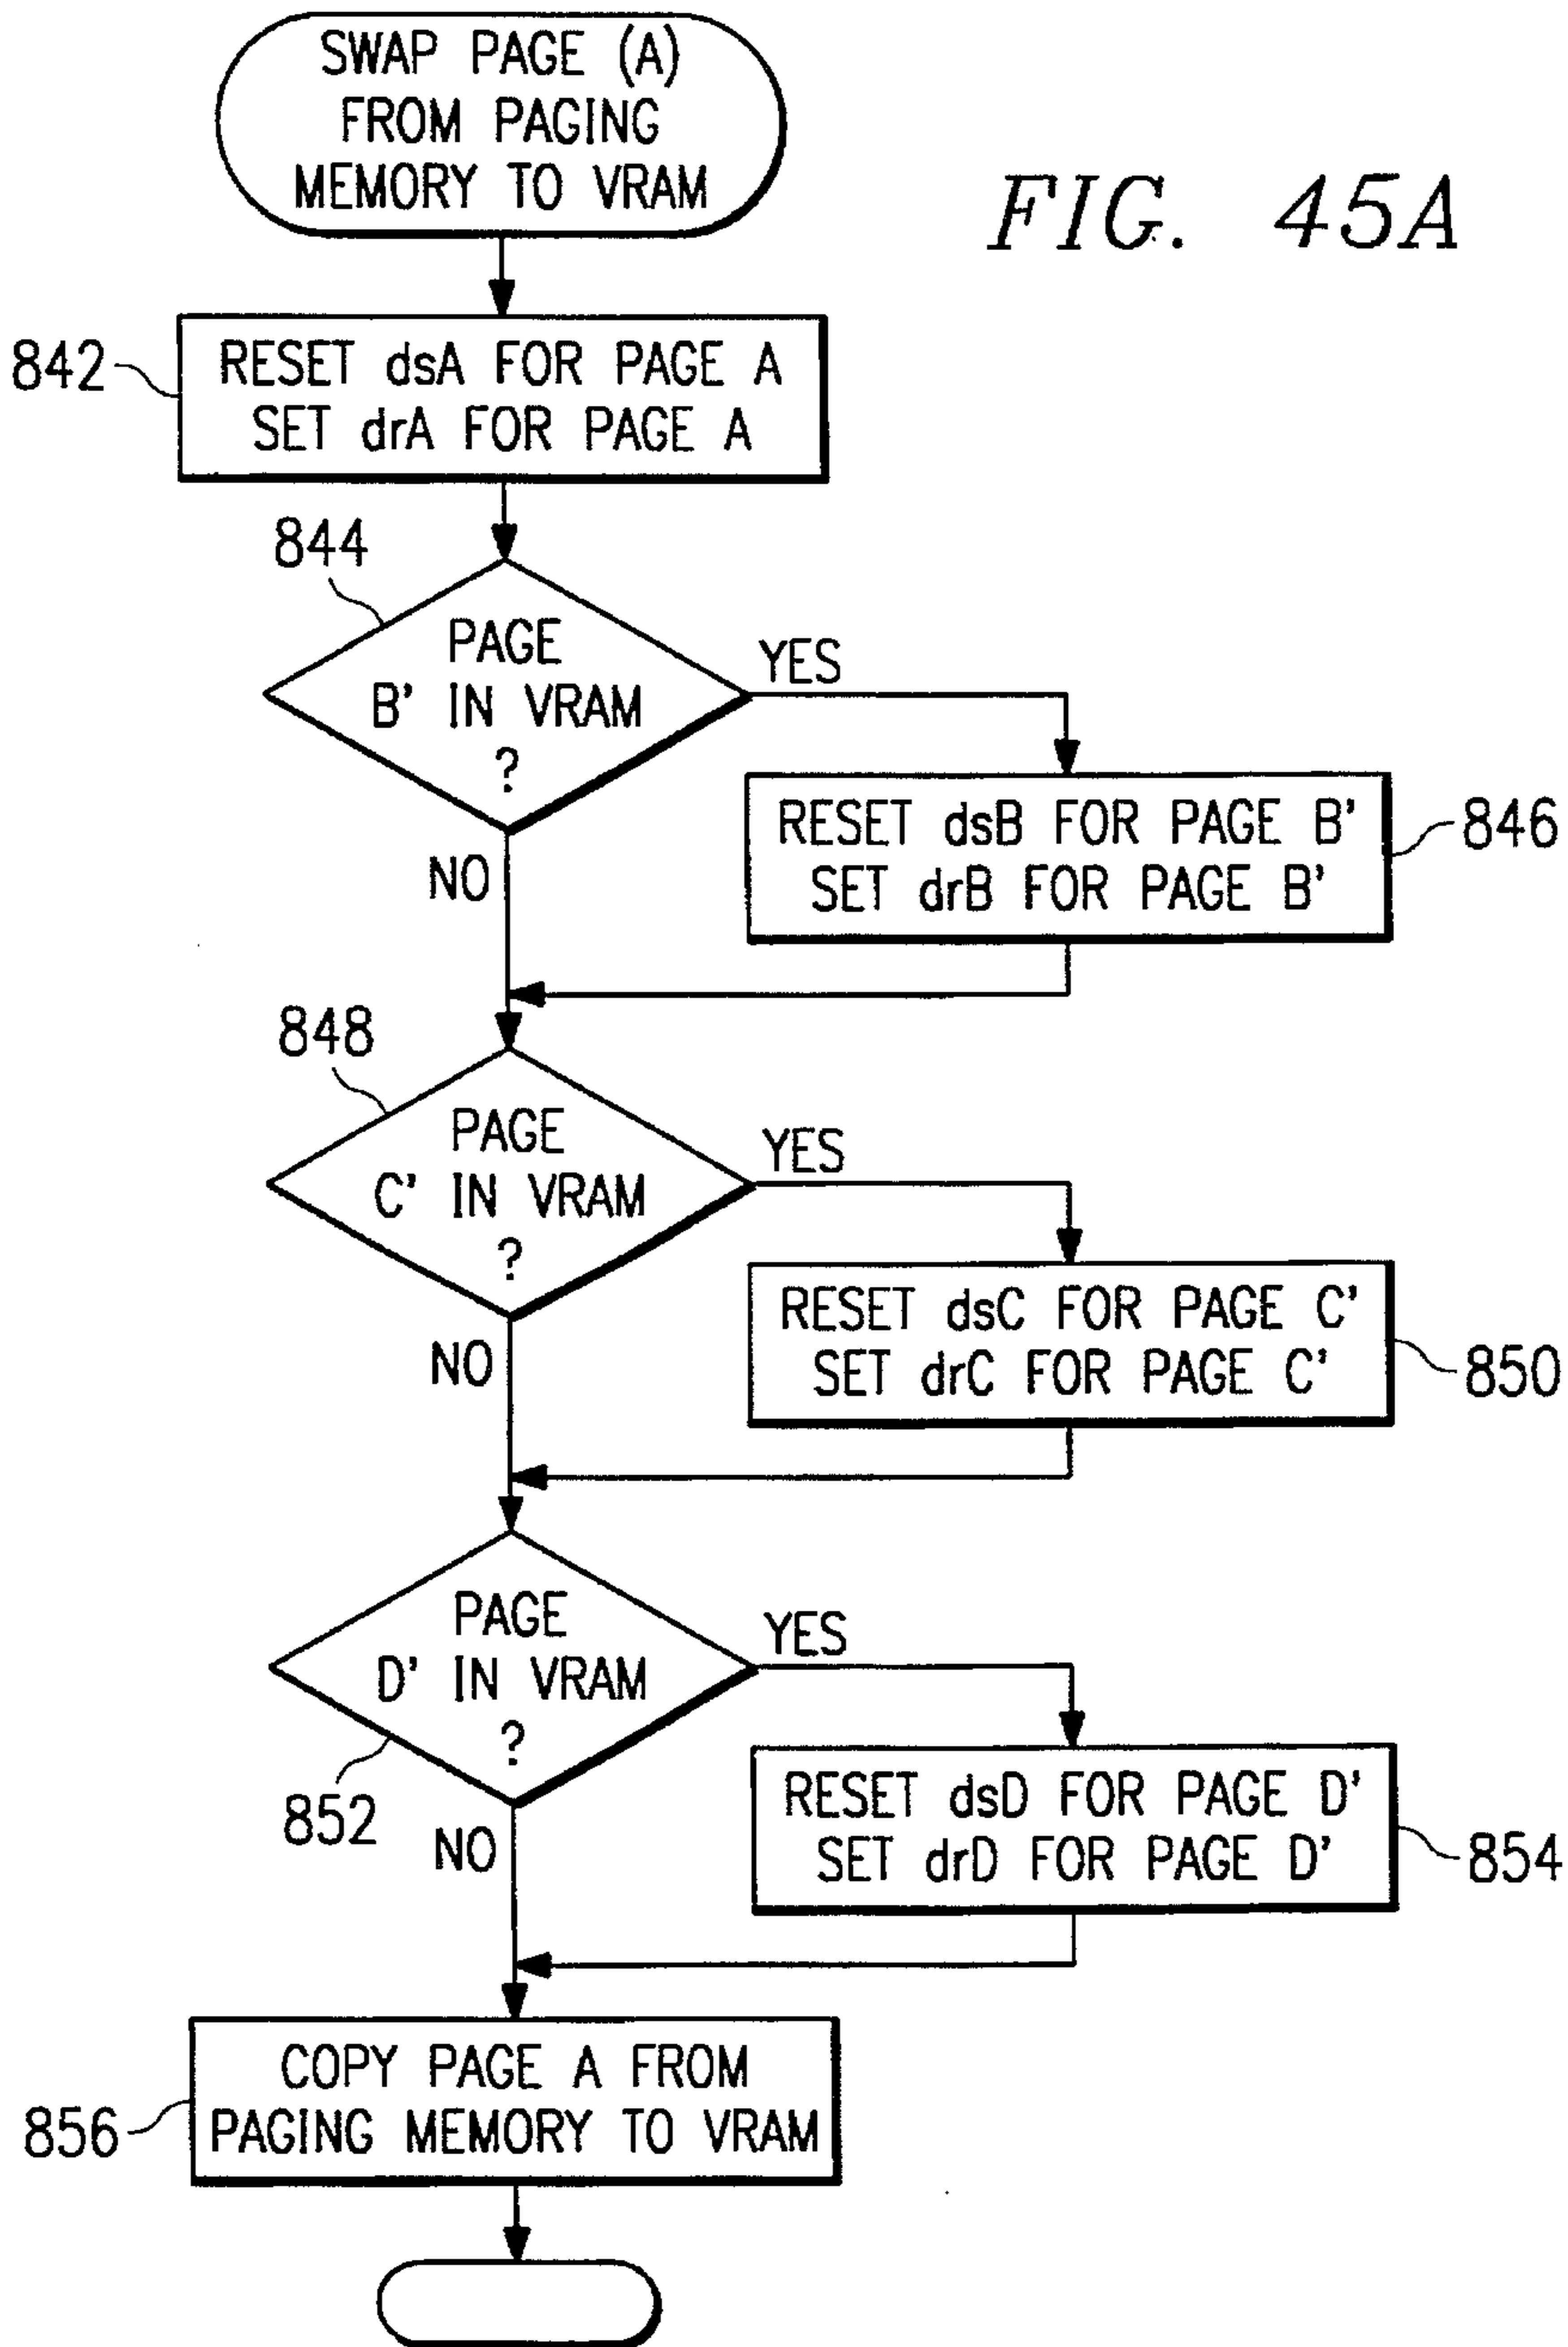 SWAP PAGE (A)
FROM PAGING
MEMORY TO VRAM
FIG. 45A
842
RESET dsA FOR PAGE A
SET drA FOR PAGE A
844
PAGE
B' IN VRAM
?
YES
NO
RESET dsB FOR PAGE B'
SET drB FOR PAGE B'
846
848
PAGE
C' IN VRAM
?
YES
NO
RESET dsC FOR PAGE C'
SET drC FOR PAGE C'
850
PAGE
D' IN VRAM
?
852
YES
NO
RESET dsD FOR PAGE D'
SET drD FOR PAGE D'
854
COPY PAGE A FROM
PAGING MEMORY TO VRAM
856